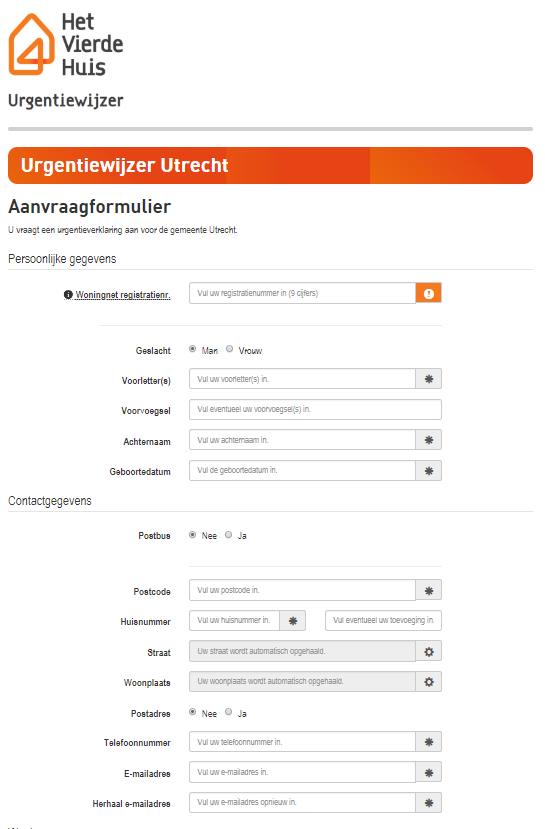 Het
Vierde
Huis
Urgentiewijzer
Urgentiewijzer Utrecht
Aanvraagformulier
U vraagt een urgentieverklaring aan voor de gemeente Utrecht.
Persoonlijke gegevens
Woningnet registratienr. Vul uw registratienummer in (9 cijfers)
Geslacht Man Vrouw
Voorletter(s) Vul uw voorletter(s) in.
Voorvoegsel Vul eventueel uw voorvoegsel(s) in.
Achternaam Vul uw achternaam in.
Geboortedatum Vul de geboortedatum in.
Contactgegevens
Postbus Nee Ja
Postcode Vul uw postcode in.
Huisnummer Vul uw huisnummer in. Vul eventueel uw toevoeging in.
Straat Uw straat wordt automatisch opgehaald.
Woonplaats Uw woonplaats wordt automatisch opgehaald.
Postadres Nee Ja
Telefoonnummer Vul uw telefoonnummer in.
E-mailadres Vul uw e-mailadres in.
Herhaal e-mailadres Vul uw e-mailadres opnieuw in.